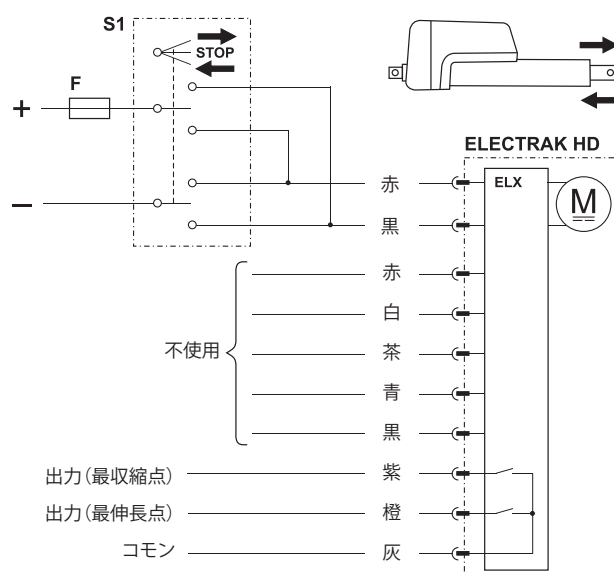 S1
STOP
F
+
−
ELECTRAK HD
ELX
M
赤
黒
不使用
赤
白
茶
青
黒
出力（最収縮点）
紫
出力（最伸長点）
橙
コモン
灰